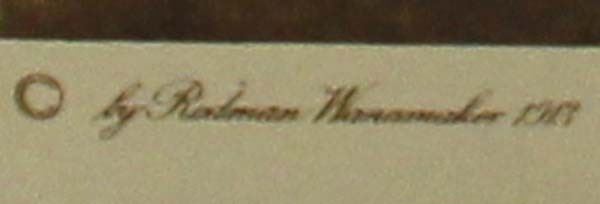 © by Rodman Wanamaker 1913